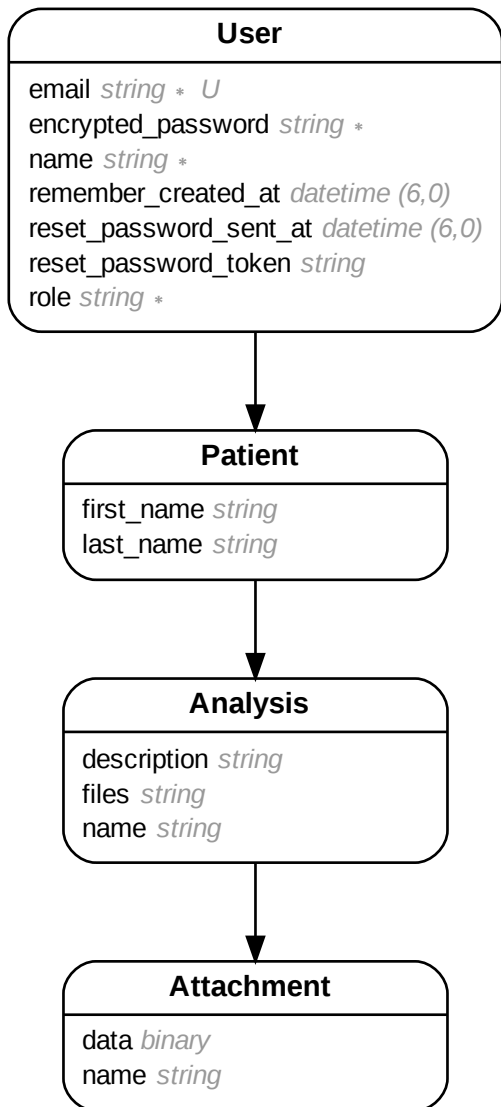 User
email string * U
encrypted_password string *
name string *
remember_created_at datetime (6,0)
reset_password_sent_at datetime (6,0)
reset_password_token string
role string *
Patient
first_name string
last_name string
Analysis
description string
files string
name string
Attachment
data binary
name string